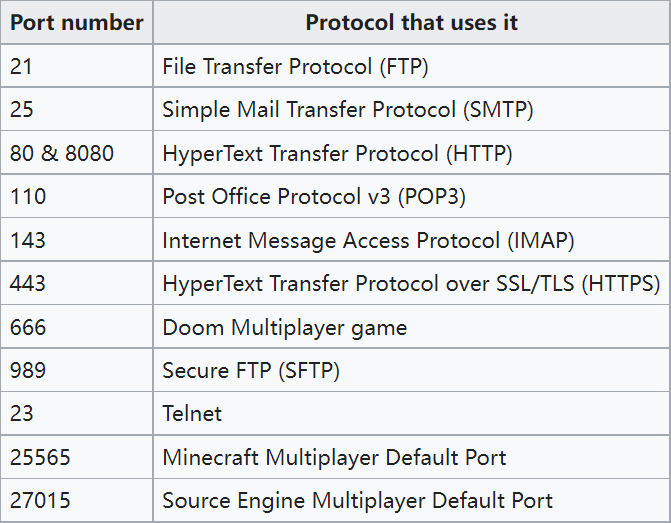 Port number Protocol that uses it
21 File Transfer Protocol (FTP)
25 Simple Mail Transfer Protocol (SMTP)
80 & 8080 HyperText Transfer Protocol (HTTP)
110 Post Office Protocol v3 (POP3)
143 Internet Message Access Protocol (IMAP)
443 HyperText Transfer Protocol over SSL/TLS (HTTPS)
666 Doom Multiplayer game
989 Secure FTP (SFTP)
23 Telnet
25565 Minecraft Multiplayer Default Port
27015 Source Engine Multiplayer Default Port